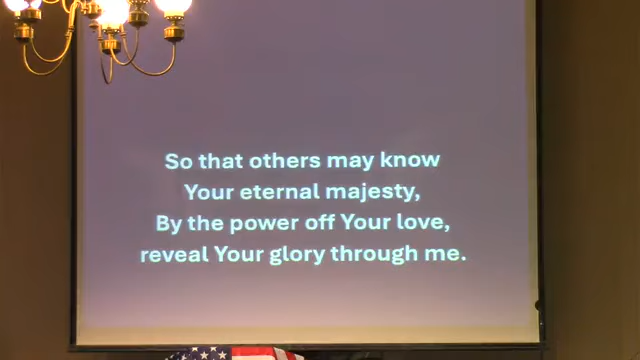 So that others may know
Your eternal majesty,
By the power off Your love,
reveal Your glory through me.